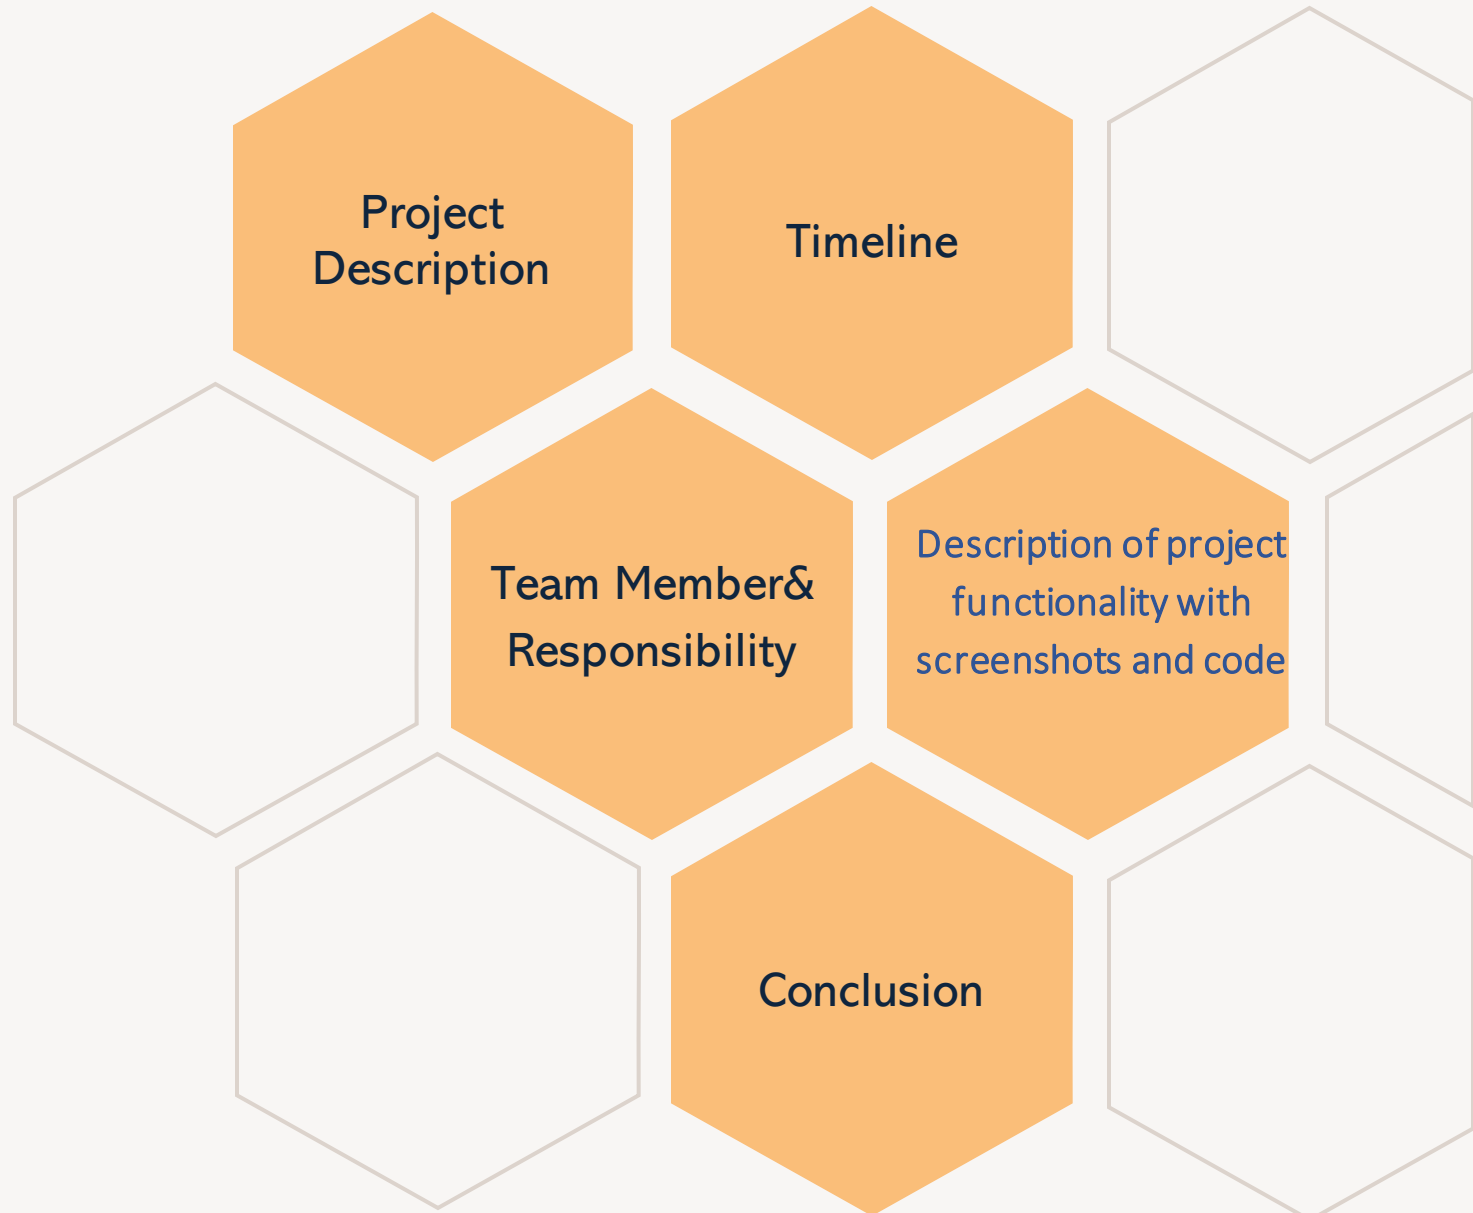 Project
Description
Timeline
Team Member&
Responsibility
Description of project
functionality with
screenshots and code
Conclusion